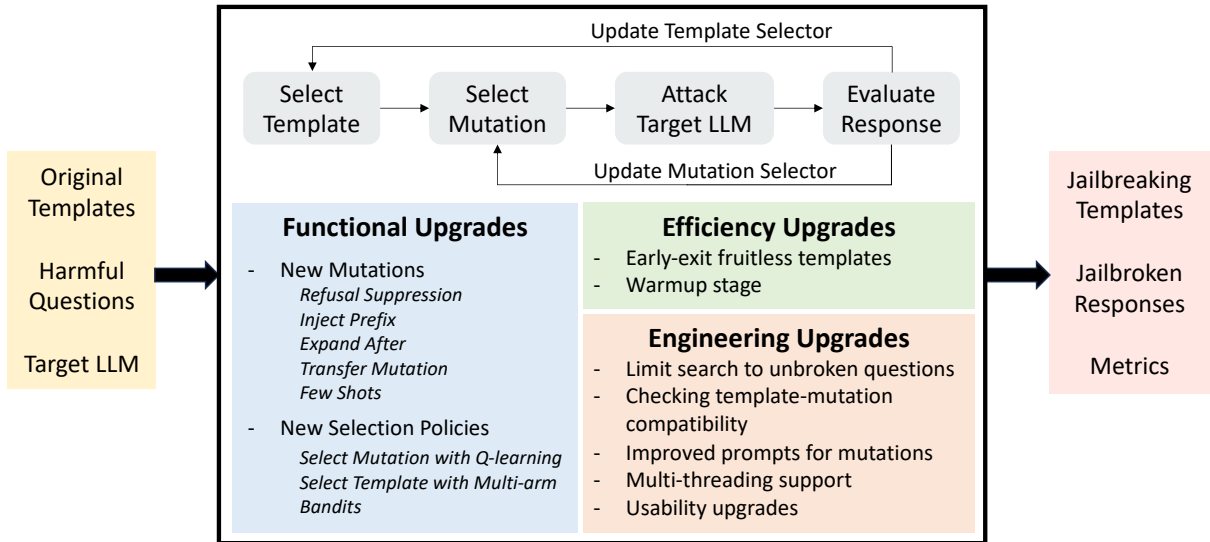 Original
Templates
Harmful
Questions
Target LLM
Update Template Selector
Select
Template
Select
Mutation
Attack
Target LLM
Evaluate
Response
Update Mutation Selector
Functional Upgrades
- New Mutations
Refusal Suppression
Inject Prefix
Expand After
Transfer Mutation
Few Shots
- New Selection Policies
Select Mutation with Q-learning
Select Template with Multi-arm
Bandits
Efficiency Upgrades
- Early-exit fruitless templates
- Warmup stage
Engineering Upgrades
- Limit search to unbroken questions
- Checking template-mutation
compatibility
- Improved prompts for mutations
- Multi-threading support
- Usability upgrades
Jailbreaking
Templates
Jailbroken
Responses
Metrics